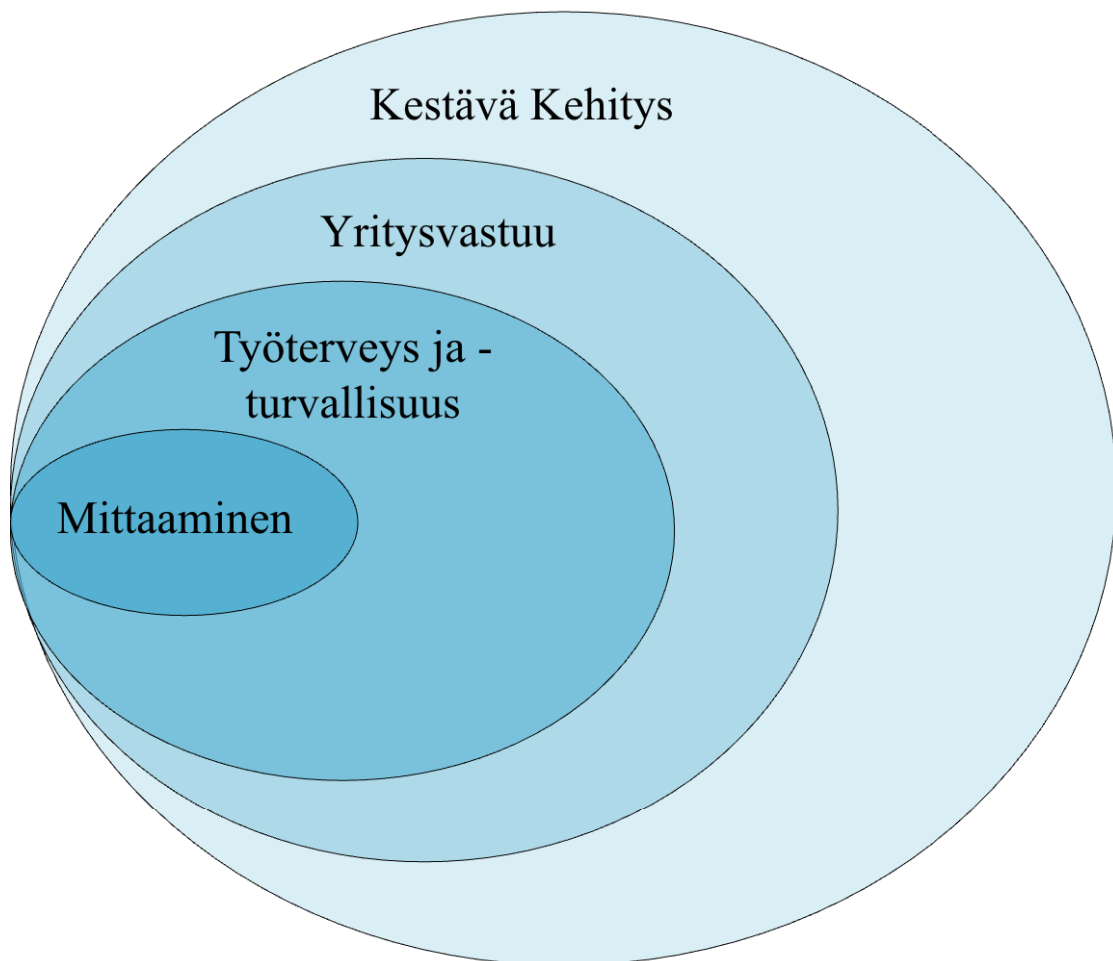 Kestävä Kehitys
Yritysvastuu
Työterveys ja -
turvallisuus
Mittaaminen